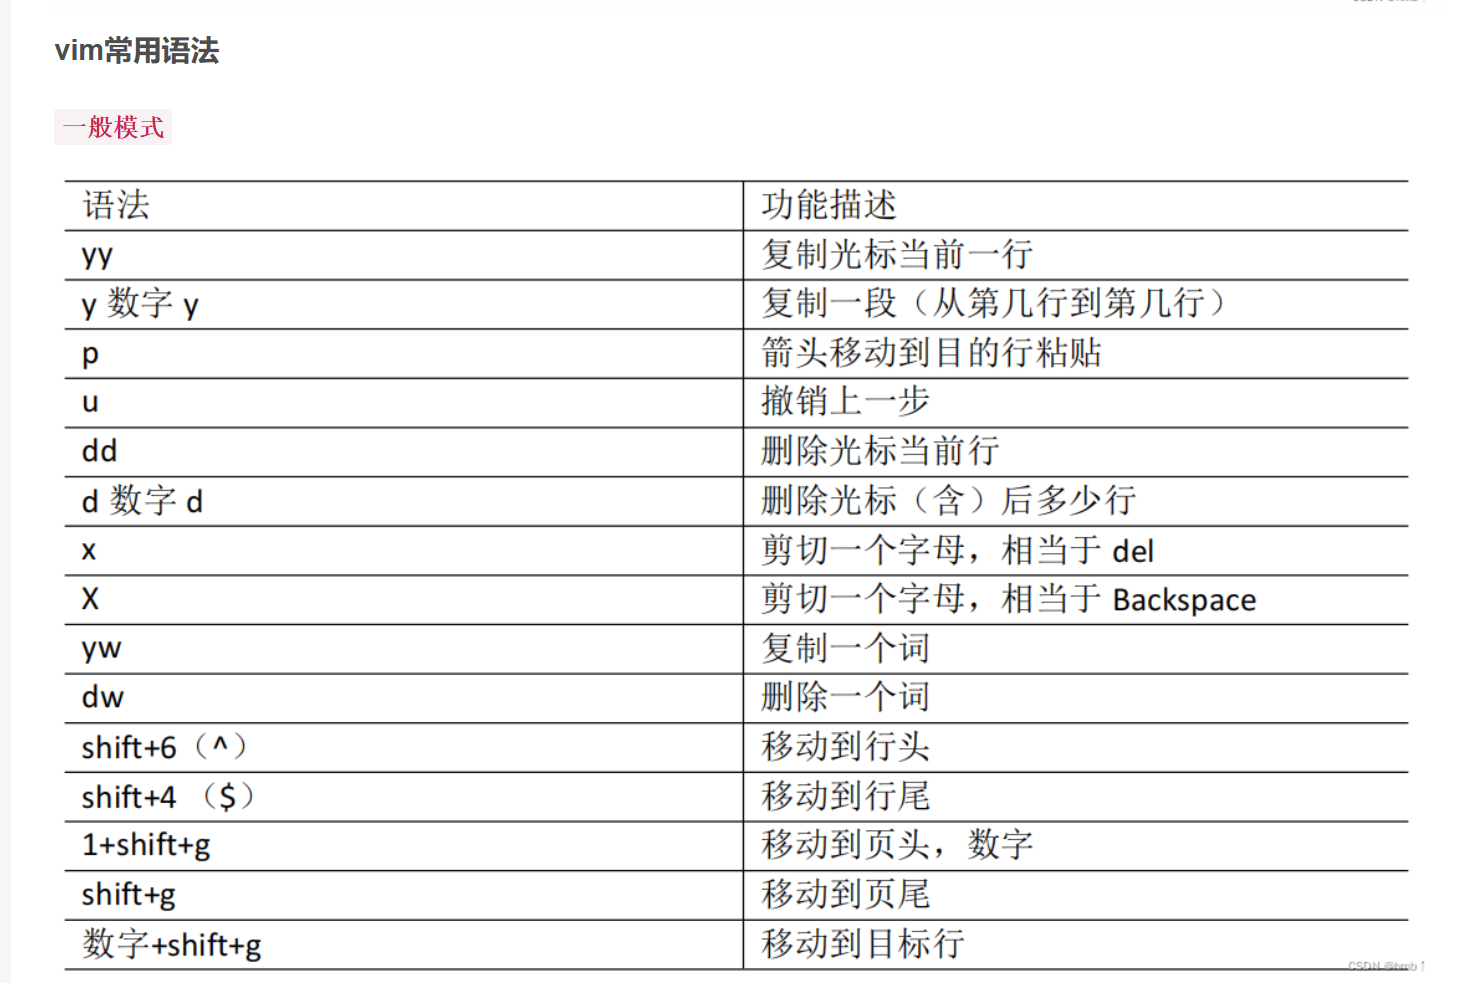 vim常用语法
一般模式
语法 功能描述
yy 复制光标当前一行
y 数字 y 复制一段（从第几行到第几行）
p 箭头移动到目的行粘贴
u 撤销上一步
dd 删除光标当前行
d 数字 d 删除光标（含）后多少行
x 剪切一个字母，相当于 del
X 剪切一个字母，相当于 Backspace
yw 复制一个词
dw 删除一个词
shift+6（^） 移动到行头
shift+4 （$） 移动到行尾
1+shift+g 移动到页头，数字
shift+g 移动到页尾
数字+shift+g 移动到目标行
CSDN @hmb↑